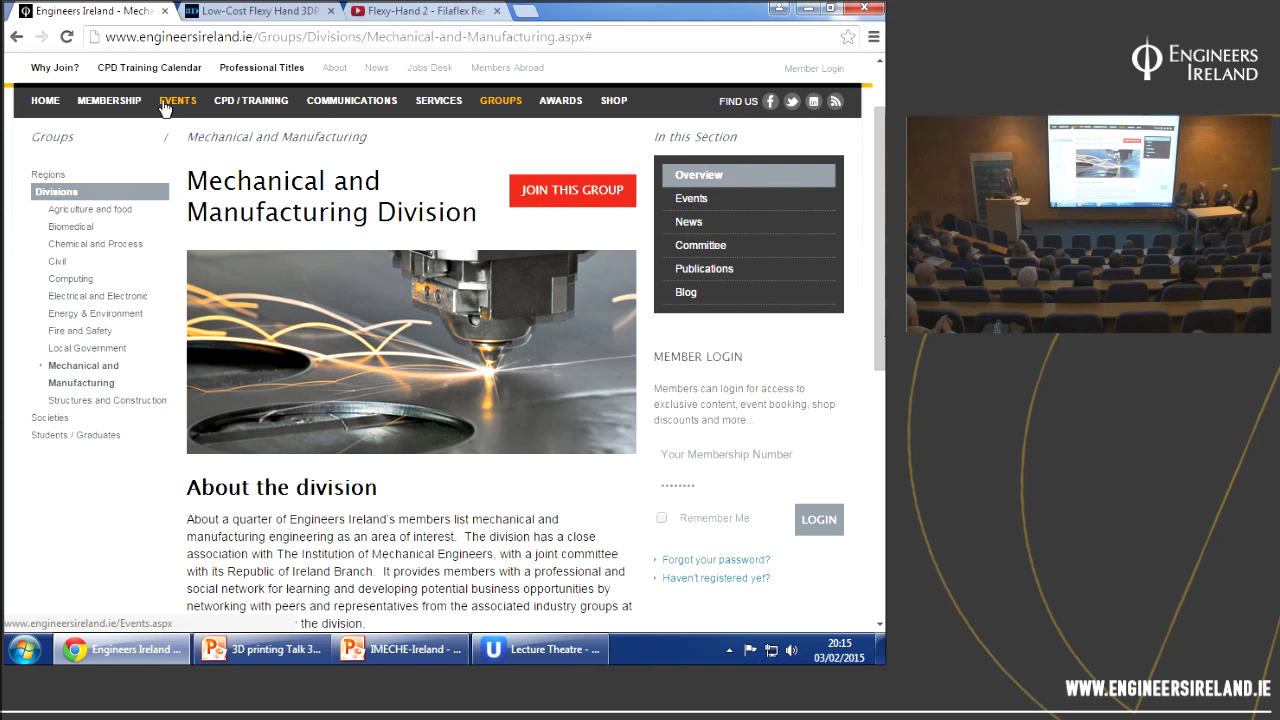 Engineers Ireland - Mecha
Low-Cost Flexy Hand 3DP
Flexy-Hand 2 - Filaflex Re
www.engineersireland.ie/Groups/Divisions/Mechanical-and-Manufacturing.aspx#
Why Join? CPD Training Calendar Professional Titles About News Jobs Desk Members Abroad Member Login
HOME MEMBERSHIP EVENTS CPD / TRAINING COMMUNICATIONS SERVICES GROUPS AWARDS SHOP FIND US
Groups / Mechanical and Manufacturing
Regions
Divisions
Agriculture and food
Biomedical
Chemical and Process
Civil
Computing
Electrical and Electronic
Energy & Environment
Fire and Safety
Local Government
Mechanical and
Manufacturing
Structures and Construction
Societies
Students / Graduates
Mechanical and
Manufacturing Division
JOIN THIS GROUP
About the division
About a quarter of Engineers Ireland's members list mechanical and
manufacturing engineering as an area of interest. The division has a close
association with The Institution of Mechanical Engineers, with a joint committee
with its Republic of Ireland Branch. It provides members with a professional and
social network for learning and developing potential business opportunities by
networking with peers and representatives from the associated industry groups at
the division.
In this Section
Overview
Events
News
Committee
Publications
Blog
MEMBER LOGIN
Members can login for access to
exclusive content, event booking, shop
discounts and more...
Your Membership Number
Remember Me
LOGIN
Forgot your password?
Haven't registered yet?
www.engineersireland.ie/Events.aspx
Engineers Ireland ...
3D printing Talk 3...
IMECHE-Ireland - ...
Lecture Theatre - ...
20:15
03/02/2015
ENGINEERS
IRELAND
WWW.ENGINEERSIRELAND.IE